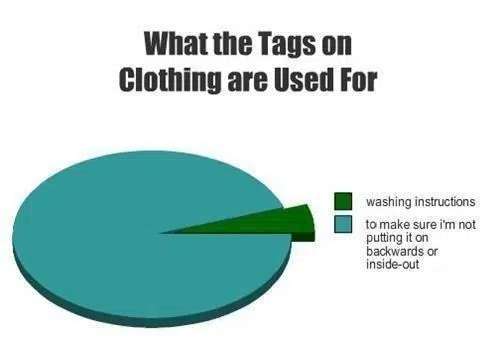 What the Tags on
Clothing are Used For
washing instructions
to make sure i'm not
putting it on
backwards or
inside-out